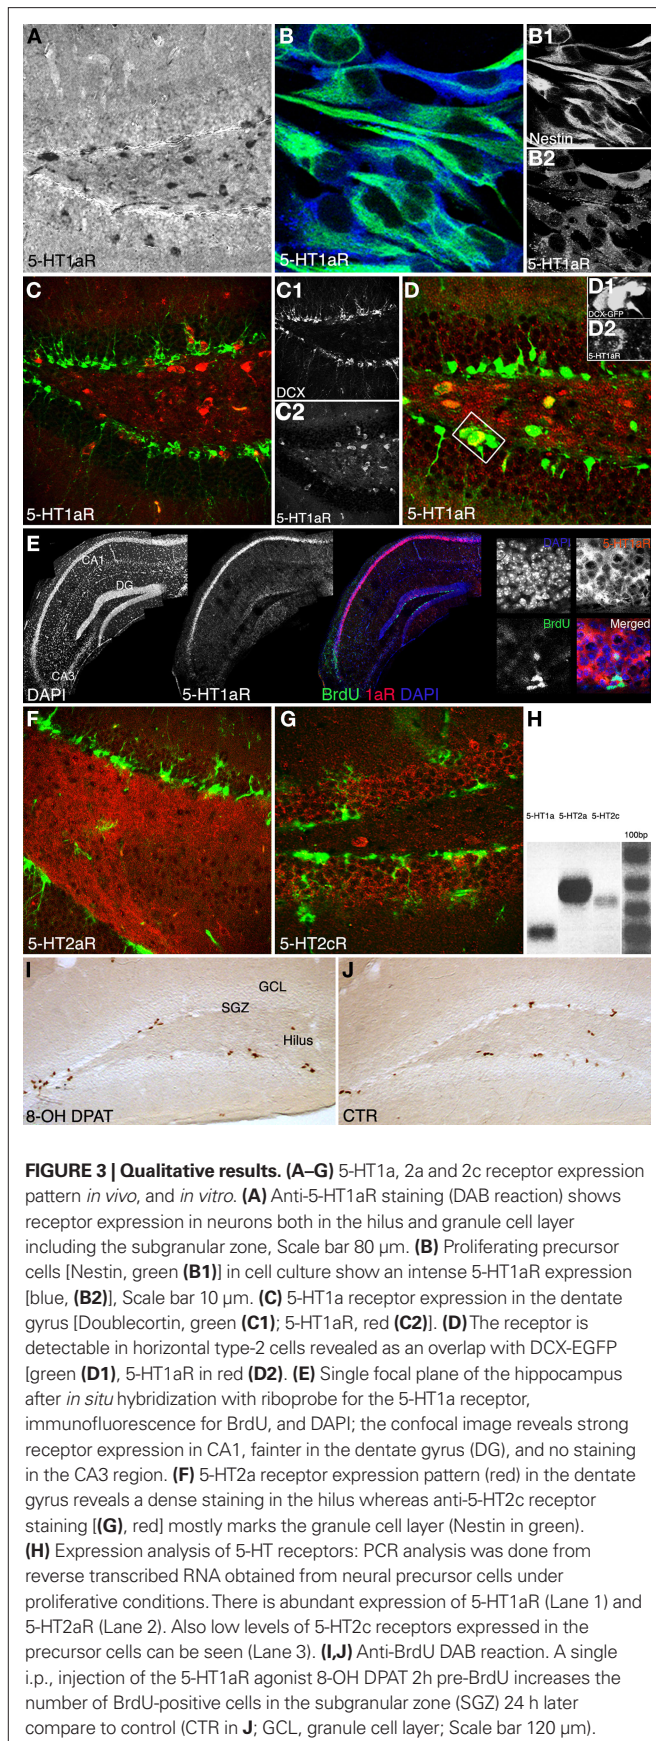 A
5-HT1aR
B
5-HT1aR
B1
Nestin
B2
5-HT1aR
C
5-HT1aR
C1
DCX
C2
5-HT1aR
D
D1
DCX-GFP
D2
5-HT1aR
5-HT1aR
E
CA1
DG
CA3
DAPI
5-HT1aR
BrdU 1aR DAPI
DAPI
5-HT1aR
BrdU
Merged
F
5-HT2aR
G
5-HT2cR
H
5-HT1a 5-HT2a 5-HT2c
100bp
I
GCL
SGZ
Hilus
8-OH DPAT
J
CTR
FIGURE 3 | Qualitative results. (A–G) 5-HT1a, 2a and 2c receptor expression
pattern in vivo, and in vitro. (A) Anti-5-HT1aR staining (DAB reaction) shows
receptor expression in neurons both in the hilus and granule cell layer
including the subgranular zone, Scale bar 80 μm. (B) Proliferating precursor
cells [Nestin, green (B1)] in cell culture show an intense 5-HT1aR expression
[blue, (B2)], Scale bar 10 μm. (C) 5-HT1a receptor expression in the dentate
gyrus [Doublecortin, green (C1); 5-HT1aR, red (C2)]. (D) The receptor is
detectable in horizontal type-2 cells revealed as an overlap with DCX-EGFP
[green (D1), 5-HT1aR in red (D2). (E) Single focal plane of the hippocampus
after in situ hybridization with riboprobe for the 5-HT1a receptor,
immunofluorescence for BrdU, and DAPI; the confocal image reveals strong
receptor expression in CA1, fainter in the dentate gyrus (DG), and no staining
in the CA3 region. (F) 5-HT2a receptor expression pattern (red) in the dentate
gyrus reveals a dense staining in the hilus whereas anti-5-HT2c receptor
staining [(G), red] mostly marks the granule cell layer (Nestin in green).
(H) Expression analysis of 5-HT receptors: PCR analysis was done from
reverse transcribed RNA obtained from neural precursor cells under
proliferative conditions. There is abundant expression of 5-HT1aR (Lane 1) and
5-HT2aR (Lane 2). Also low levels of 5-HT2c receptors expressed in the
precursor cells can be seen (Lane 3). (I,J) Anti-BrdU DAB reaction. A single
i.p., injection of the 5-HT1aR agonist 8-OH DPAT 2h pre-BrdU increases the
number of BrdU-positive cells in the subgranular zone (SGZ) 24 h later
compare to control (CTR in J; GCL, granule cell layer; Scale bar 120 μm).